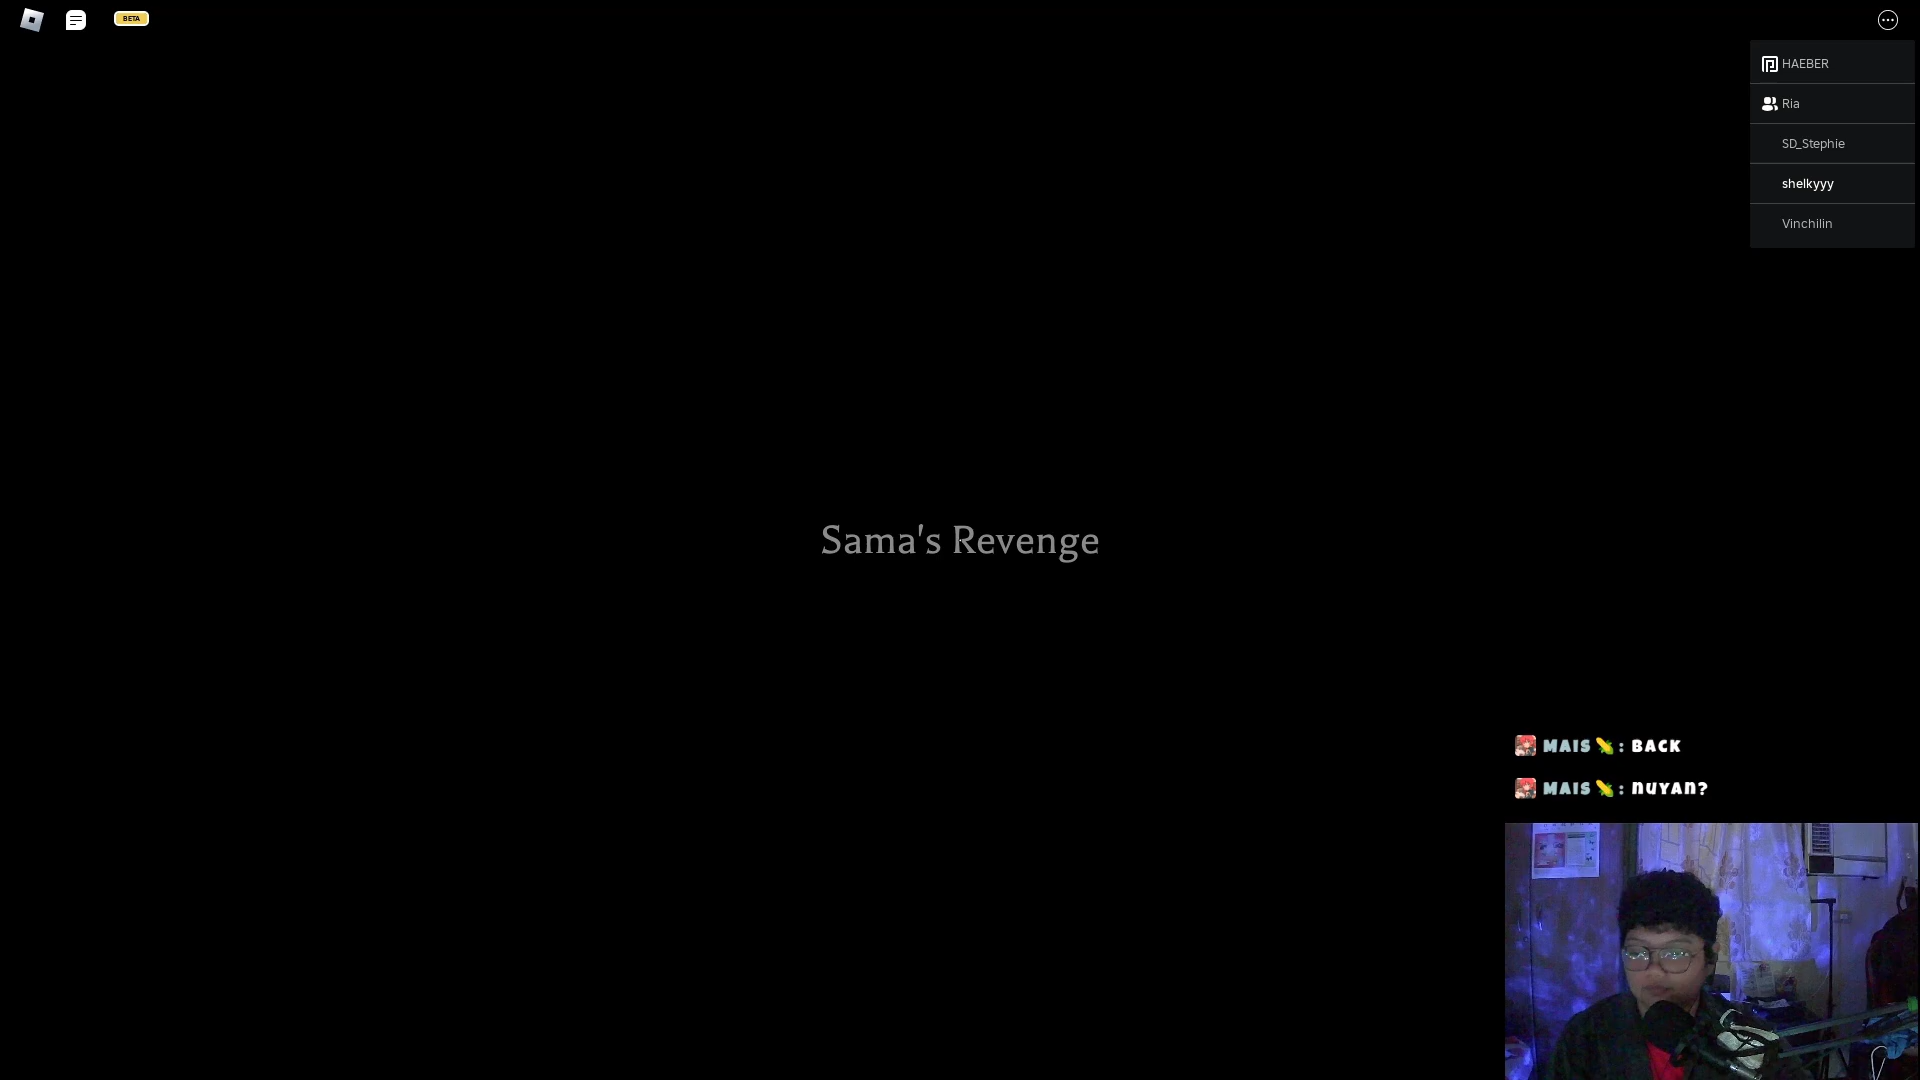 BETA
HAEBER
Ria
SD_Stephie
shelkyyy
Vinchilin
Sama's Revenge
MAIS🌽: BACK
MAIS🌽: nuyan?